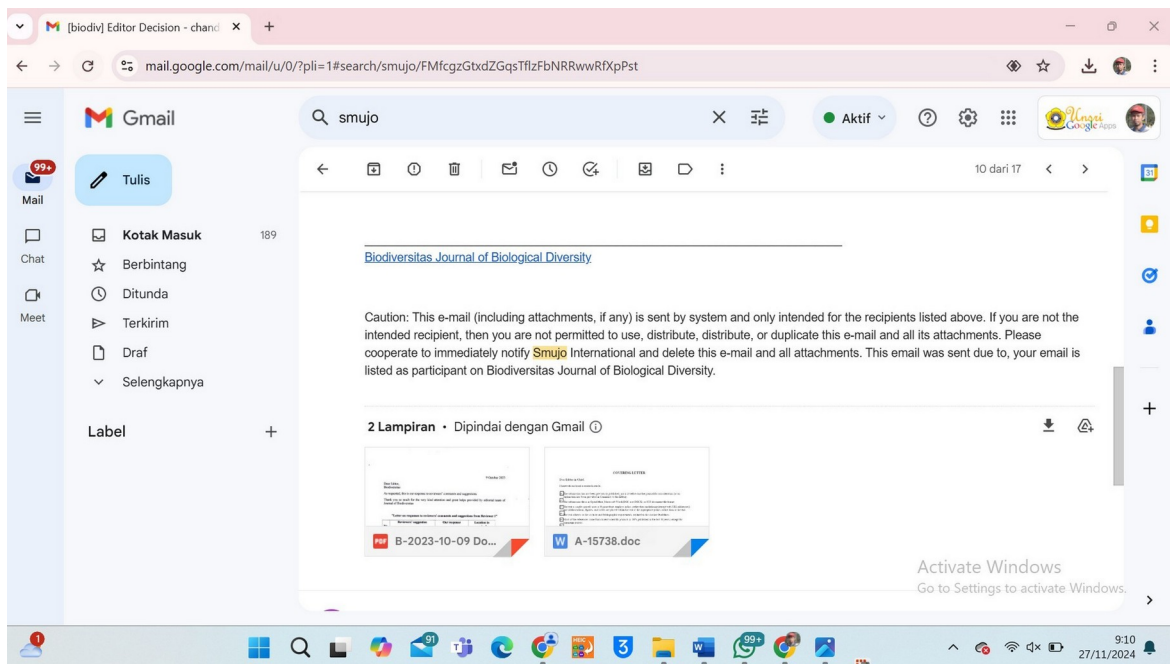 [biodiv] Editor Decision - chand
mail.google.com/mail/u/0/?pli=1#search/smujo/FMfcgzGtxdZGqsTflzFbNRRwwRfXpPst
Gmail
smujo
Aktif
Ungri
Google Apps
99+
Mail
Chat
Meet
Tulis
Kotak Masuk 189
Berbintang
Ditunda
Terkirim
Draf
Selengkapnya
Label
10 dari 17
31
Biodiversitas Journal of Biological Diversity
Caution: This e-mail (including attachments, if any) is sent by system and only intended for the recipients listed above. If you are not the
intended recipient, then you are not permitted to use, distribute, distribute, or duplicate this e-mail and all its attachments. Please
cooperate to immediately notify Smujo International and delete this e-mail and all attachments. This email was sent due to, your email is
listed as participant on Biodiversitas Journal of Biological Diversity.
2 Lampiran • Dipindai dengan Gmail
COVERING LETTER
PDF B-2023-10-09 Do...
W A-15738.doc
Activate Windows
Go to Settings to activate Windows.
1
91
99+
9:10
27/11/2024